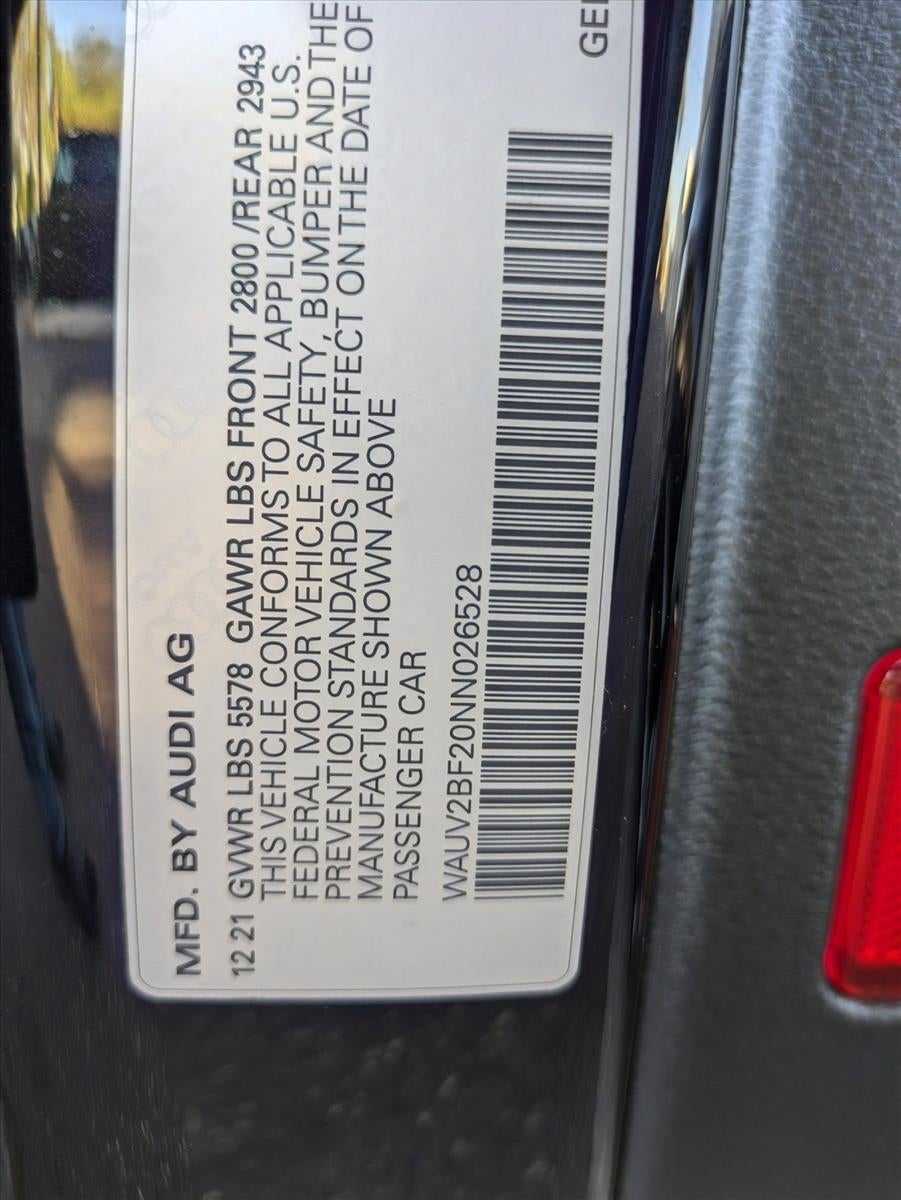 MFD. BY AUDI AG
12 21 GVWR LBS 5578 GAWR LBS FRONT 2800 /REAR 2943
THIS VEHICLE CONFORMS TO ALL APPLICABLE U.S.
FEDERAL MOTOR VEHICLE SAFETY, BUMPER AND THE
PREVENTION STANDARDS IN EFFECT ON THE DATE OF
MANUFACTURE SHOWN ABOVE
PASSENGER CAR
WAUV2BF20NN026528